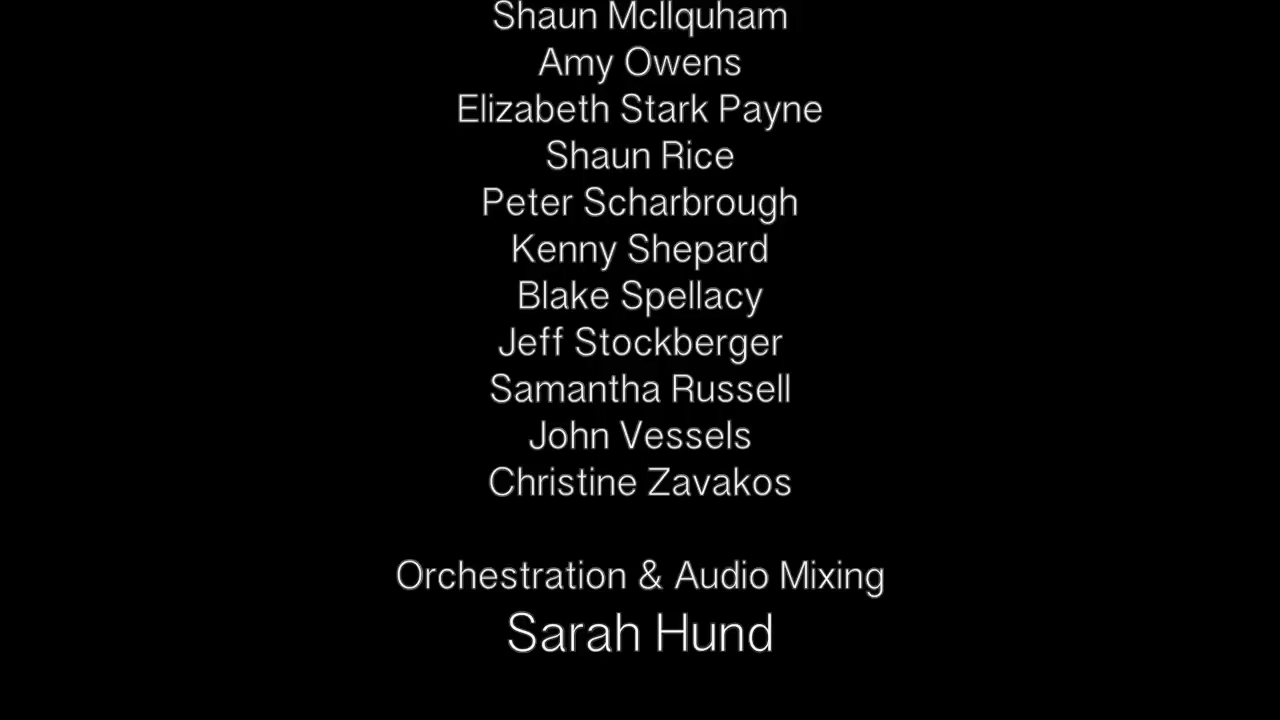 Shaun McIlquham
Amy Owens
Elizabeth Stark Payne
Shaun Rice
Peter Scharbrough
Kenny Shepard
Blake Spellacy
Jeff Stockberger
Samantha Russell
John Vessels
Christine Zavakos
Orchestration & Audio Mixing
Sarah Hund